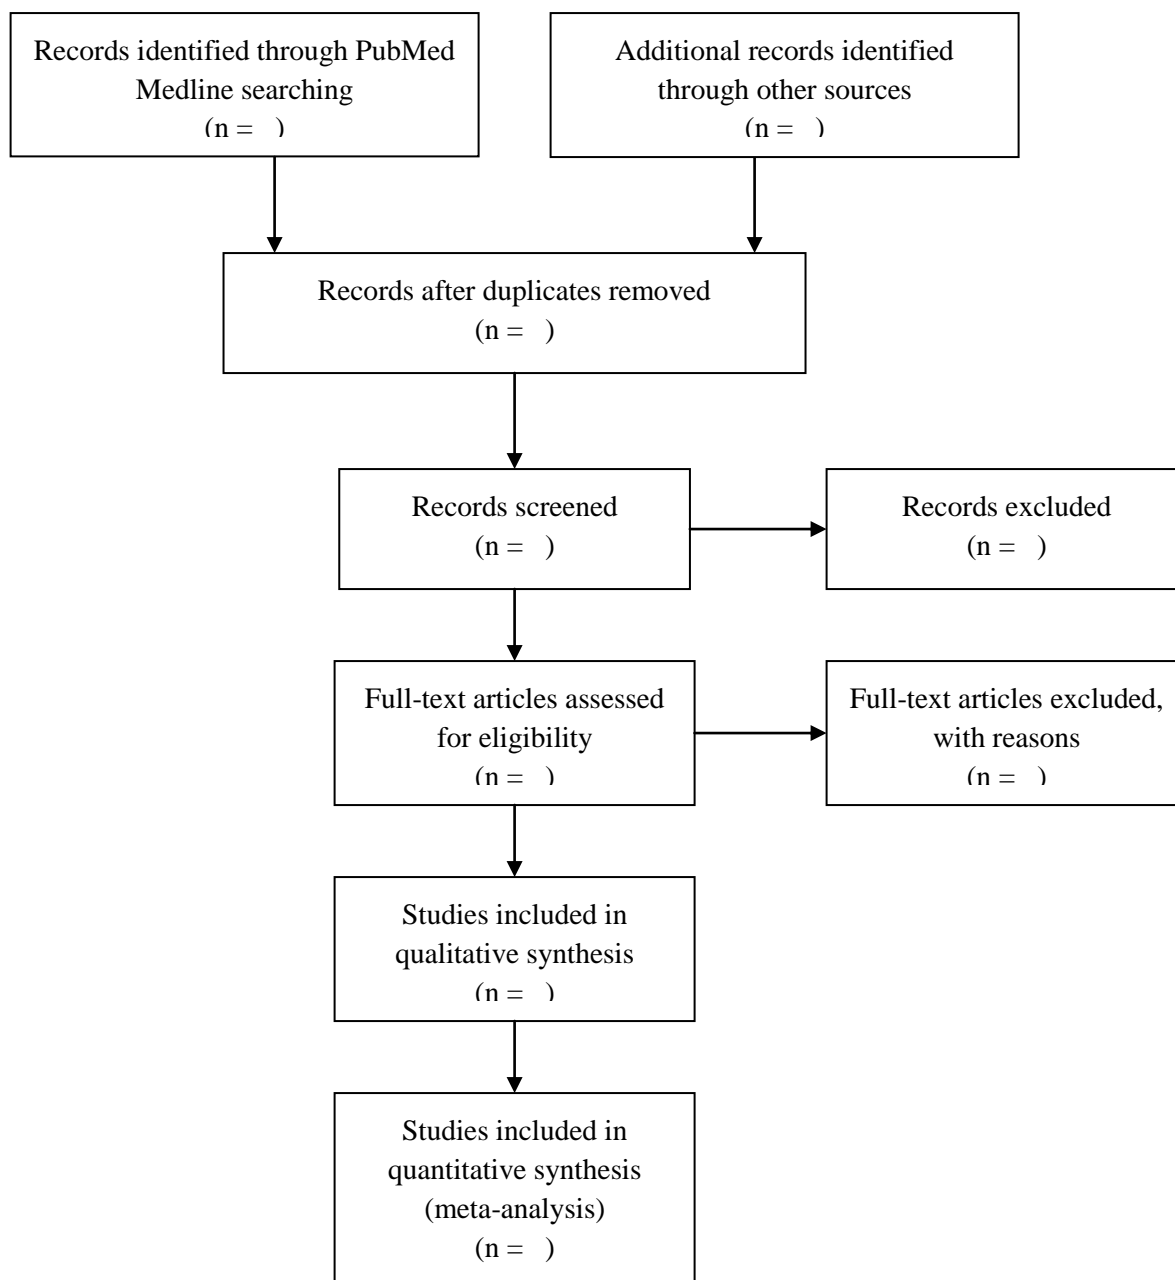 Records identified through PubMed
Medline searching
(n =   )
Additional records identified
through other sources
(n =   )
Records after duplicates removed
(n =   )
Records screened
(n =   )
Records excluded
(n =   )
Full-text articles assessed
for eligibility
(n =   )
Full-text articles excluded,
with reasons
(n =   )
Studies included in
qualitative synthesis
(n =   )
Studies included in
quantitative synthesis
(meta-analysis)
(n =   )